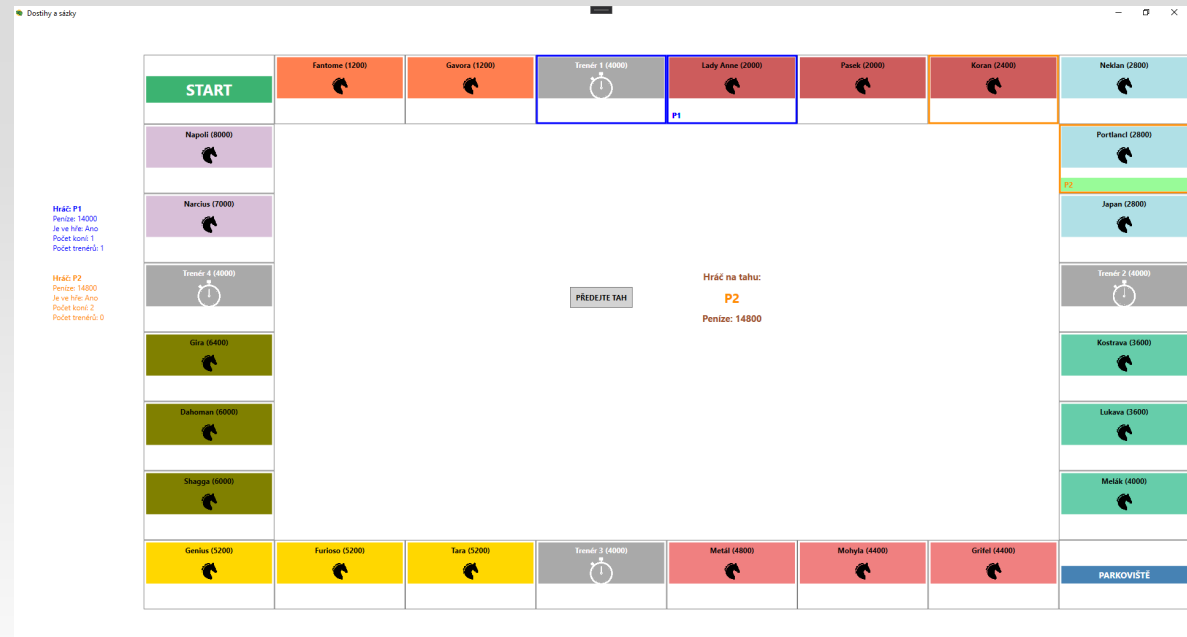 Dostihy a sázky
START
Fantome (1200)
Gavora (1200)
Trenér 1 (4000)
Lady Anne (2000)
P1
Pasek (2000)
Koran (2400)
Neklan (2800)
Napoli (8000)
Portlancl (2800)
P2
Narcius (7000)
Japan (2800)
Hráč: P1
Peníze: 14000
Je ve hře: Ano
Počet koní: 1
Počet trenérů: 1
Hráč: P2
Peníze: 14800
Je ve hře: Ano
Počet koní: 2
Počet trenérů: 0
Trenér 4 (4000)
PŘEDEJTE TAH
Hráč na tahu:
P2
Peníze: 14800
Trenér 2 (4000)
Gira (6400)
Kostrava (3600)
Dahoman (6000)
Lukava (3600)
Shagga (6000)
Melák (4000)
Genius (5200)
Furioso (5200)
Tara (5200)
Trenér 3 (4000)
Metál (4800)
Mohyla (4400)
Grifel (4400)
PARKOVIŠTĚ